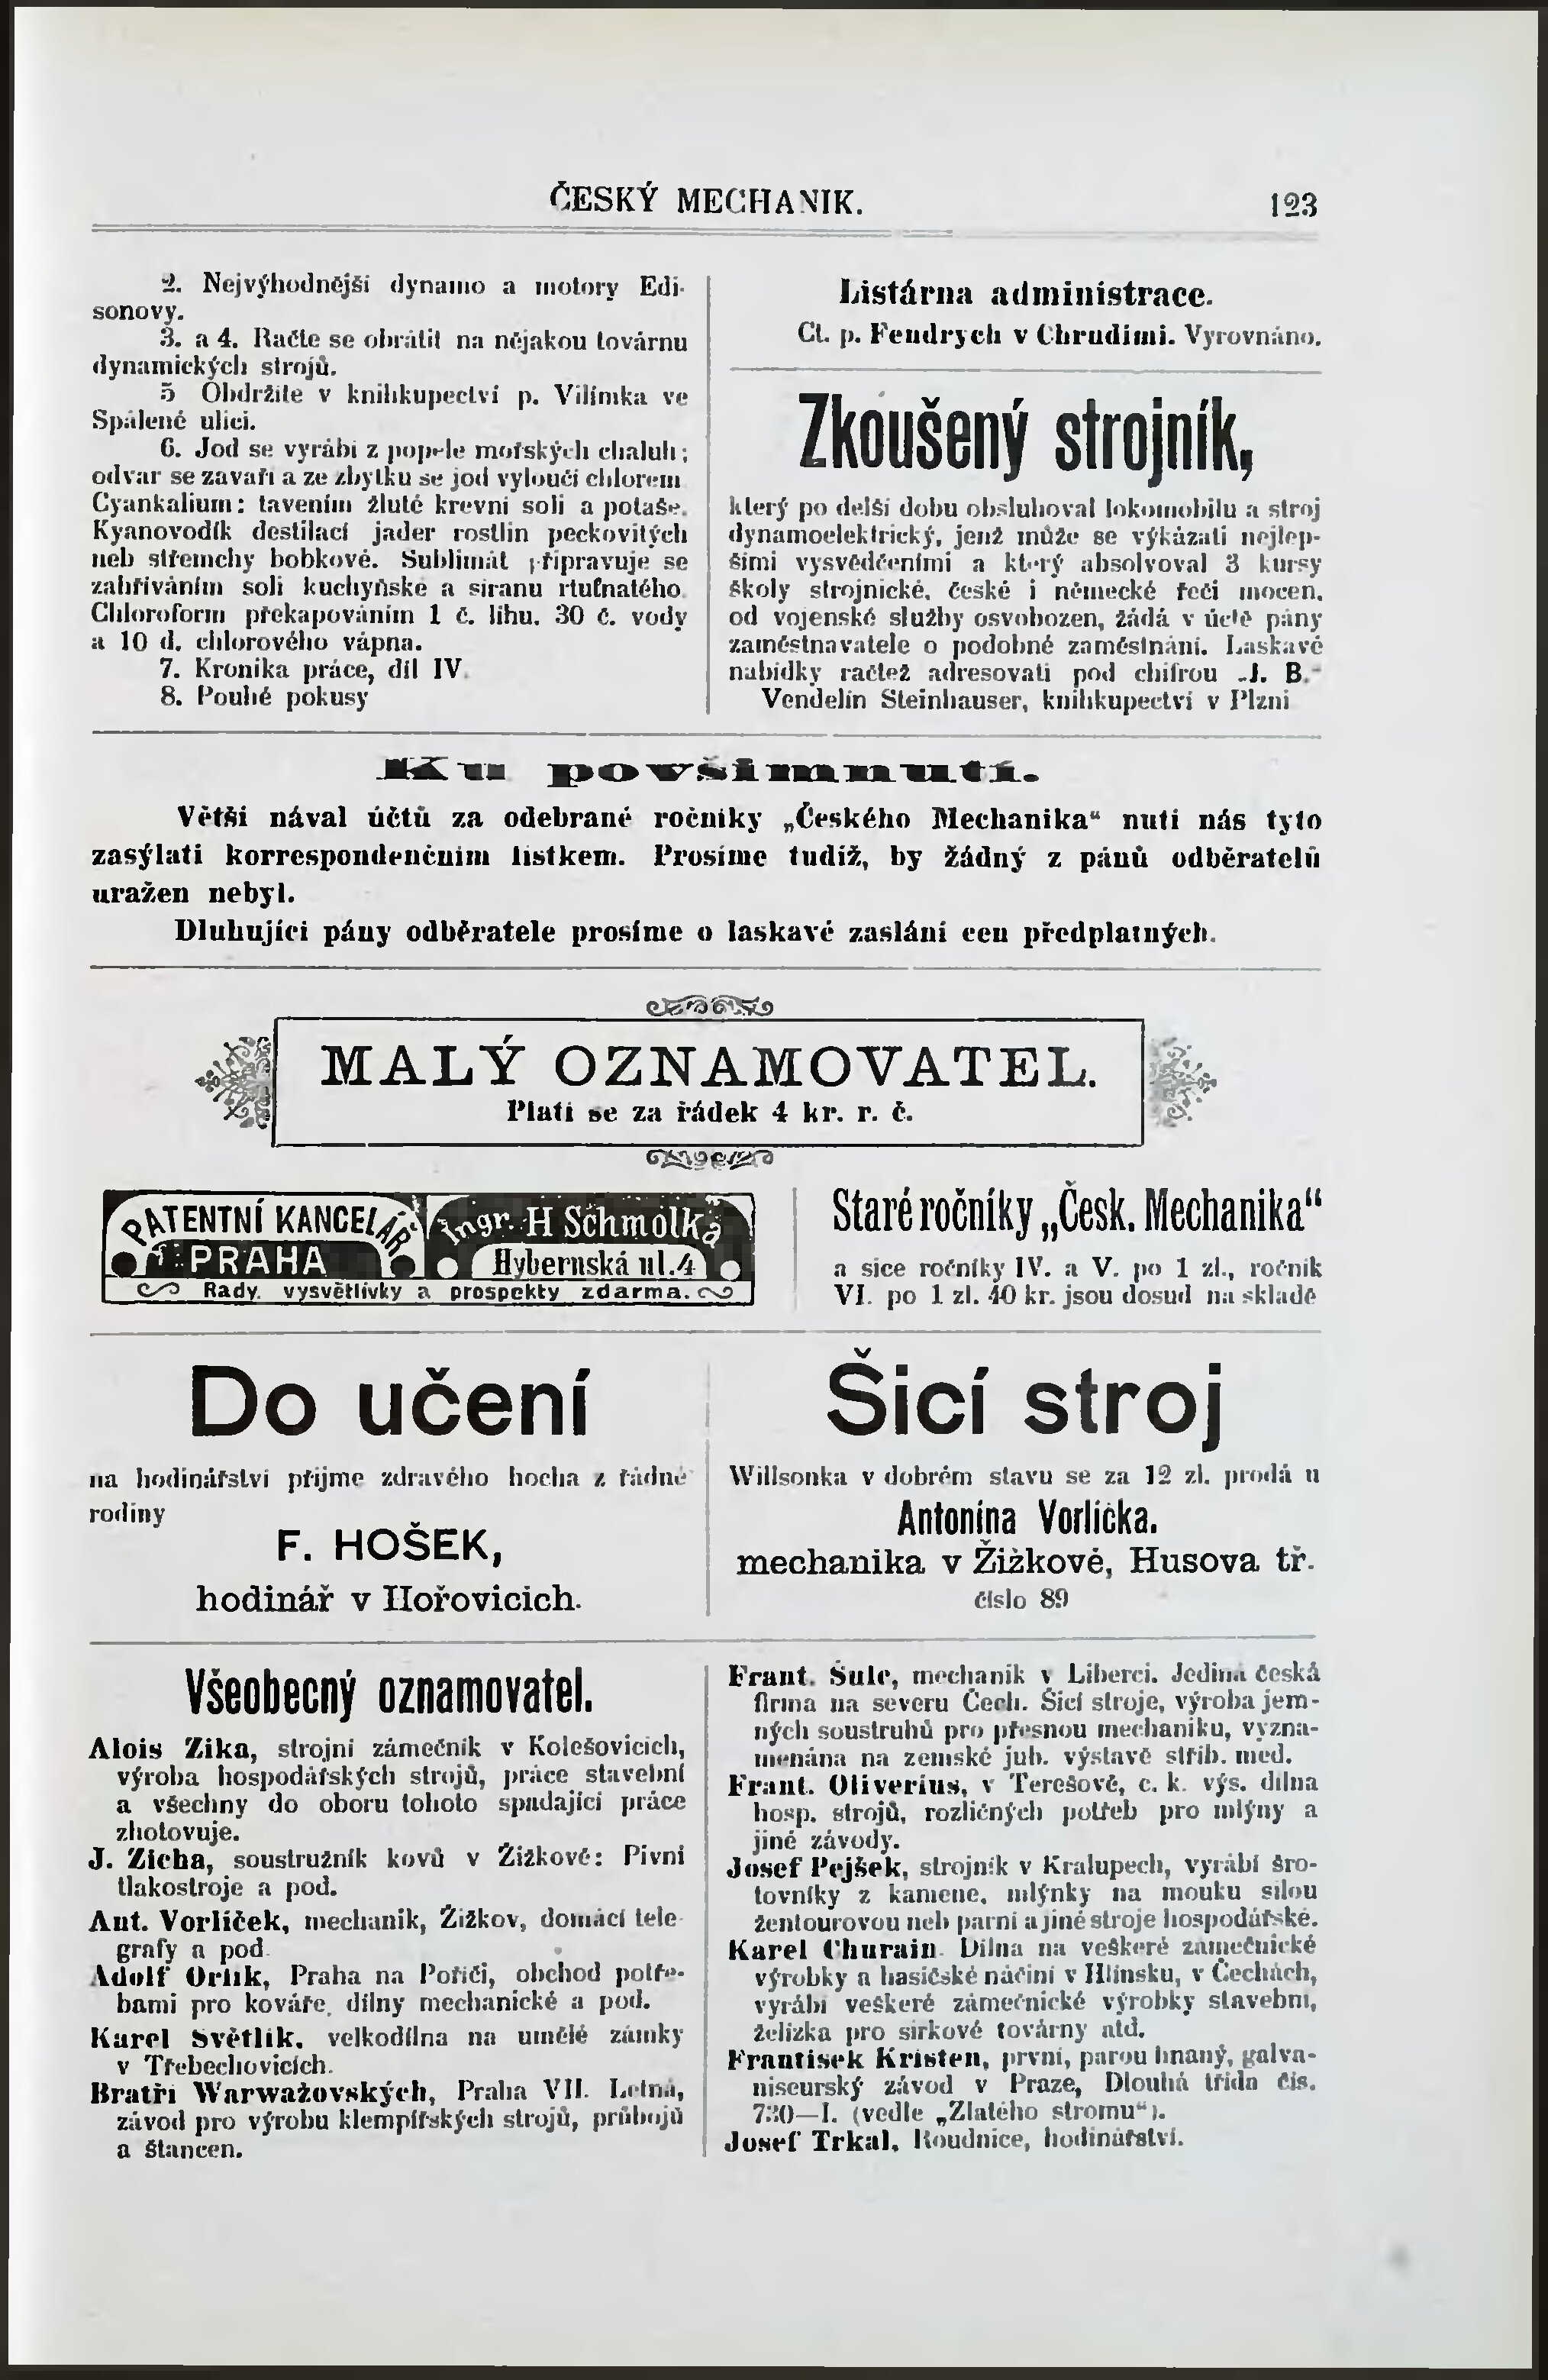 ČESKÝ MECHANIK.
123
2. Nejvýhodnější dynamo a motory Edi-
sonovy.
3. a 4. Račte se obrátit na nějakou továrnu
dynamických strojů.
5 Obdržíte v knihkupectví p. Vilímka ve
Spálené ulici.
6. Jod se vyrábí z popele mořských chaluh;
odvar se zavaří a ze zbytku se jod vyloučí chlorem
Cyankalium: tavením žluté krevní soli a potaše.
Kyanovodík destilací jader rostlin peckovitých
neb střemchy bobkové. Sublimát připravuje se
zahříváním soli kuchyňské a síranu rtuťnatého.
Chloroform překapováním 1 č. lihu. 30 č. vody
a 10 d. chlorového vápna.
7. Kronika práce, díl IV.
8. Pouhé pokusy
Listárna administrace.
Ct. p. Fendrych v Chrudimi. Vyrovnáno.
Zkoušený strojník,
který po delší dobu obsluhoval lokomobilu a stroj
dynamoelektrický, jenž může se výkázati nejlep-
šími vysvědčeními a který absolvoval 3 kursy
školy strojnické, české i německé řeči mocen,
od vojenské služby osvobozen, žádá v úctě pány
zaměstnavatele o podobné zaměstnání. Laskavé
nabídky račtež adresovati pod chifrou „J. B."
Vendelín Steinhauser, knihkupectví v Plzni
Ku povšimnutí.
Větší nával účtů za odebrané ročníky „Českého Mechanika“ nutí nás tyto
zasýlati korrespondenčním lístkem. Prosíme tudíž, by žádný z pánů odběratelů
uražen nebyl.
Dluhující pány odběratele prosíme o laskavé zaslání cen předplatných.
MALÝ OZNAMOVATEL.
Platí se za řádek 4 kr. r. č.
PATENTNÍ KANCELÁŘ
PRAHA
Ingr. H Schmolka
Hybernská ul.4
Rady. vysvětlivky a prospekty zdarma.
Staré ročníky „Česk. Mechanika“
a sice ročníky IV. a V. po 1 zl., ročník
VI. po 1 zl. 40 kr. jsou dosud na skladě
Do učení
na hodinářství přijme zdravého hocha z řádné
rodiny
F. HOŠEK,
hodinář v Hořovicích.
Šicí stroj
Willsonka v dobrém stavu se za 12 zl. prodá u
Antonína Vorlíčka.
mechanika v Žižkově, Husova tř.
číslo 89
Všeobecný oznamovatel.
Alois Zika, strojní zámečník v Kolešovicích,
výroba hospodářských strojů, práce stavební
a všechny do oboru tohoto spadající práce
zhotovuje.
J. Zicha, soustružník kovů v Žižkově: Pivní
tlakostroje a pod.
Ant. Vorlíček, mechanik, Žižkov, domácí tele-
grafy a pod.
Adolf Orlík, Praha na Poříčí, obchod potře-
bami pro kováře, dílny mechanické a pod.
Karel Světlík, velkodílna na umělé zámky
v Třebechovicích.
Bratří Warwažovských, Praha VII. Letná,
závod pro výrobu klempířských strojů, průbojů
a štancen.
Frant. Šulc, mechanik v Liberci. Jediná česká
firma na severu Čech. Šicí stroje, výroba jem-
ných soustruhů pro přesnou mechaniku, vyzna-
menána na zemské jub. výstavě stříb. med.
Frant. Oliverius, v Terešově, c. k. výs. dílna
hosp. strojů, rozličných potřeb pro mlýny a
jiné závody.
Josef Pejšek, strojník v Kralupech, vyrábí šro-
tovníky z kamene, mlýnky na mouku silou
žentourovou neb parní a jiné stroje hospodářské.
Karel Churain. Dílna na veškeré zámečnické
výrobky a hasičské náčiní v Hlinsku, v Čechách,
vyrábí veškeré zámečnické výrobky stavební,
želízka pro sirkové továrny atd.
František Kristen, první, parou hnaný, galva-
niseurský závod v Praze, Dlouhá třída čís.
730—I. (vedle „Zlatého stromu“).
Josef Trkal, Roudnice, hodinářství.